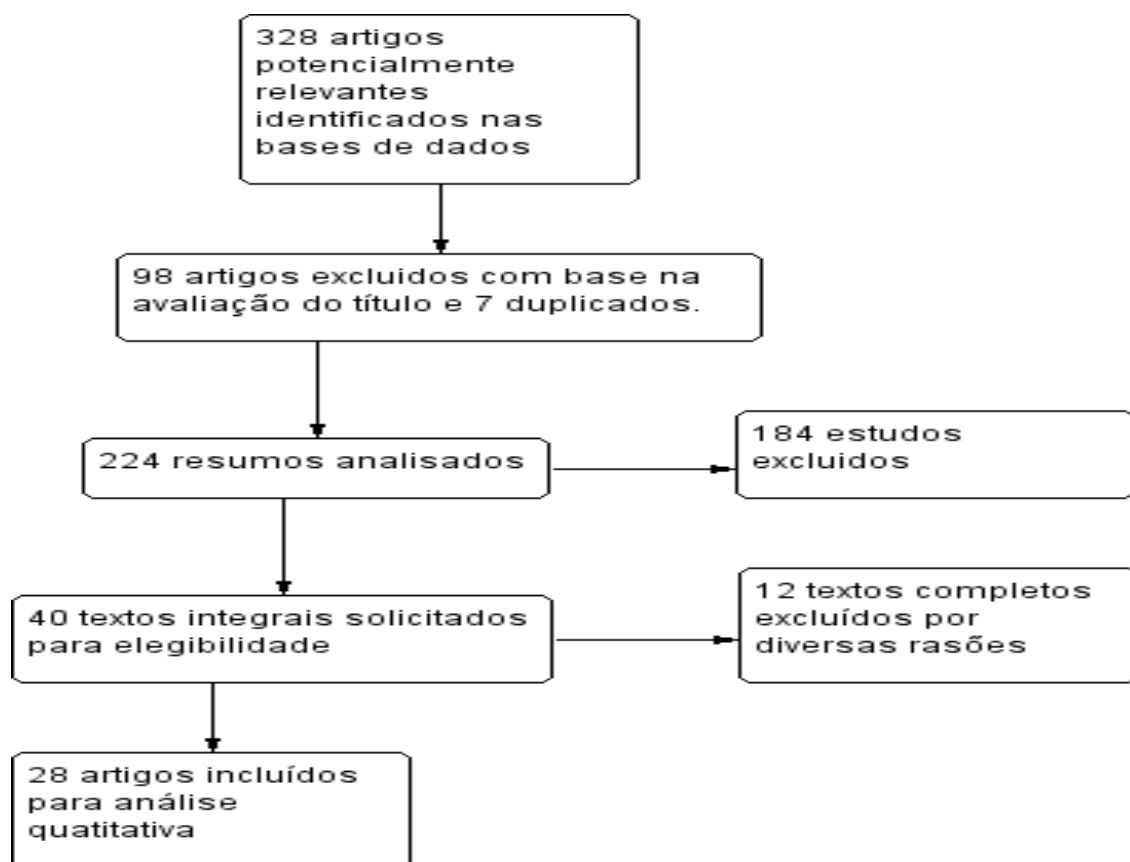 328 artigos
potencialmente
relevantes
identificados nas
bases de dados
98 artigos excluidos com base na
avaliação do título e 7 duplicados.
224 resumos analisados
184 estudos
excluidos
40 textos integrais solicitados
para elegibilidade
12 textos completos
excluídos por
diversas rasões
28 artigos incluídos
para análise
quatitativa